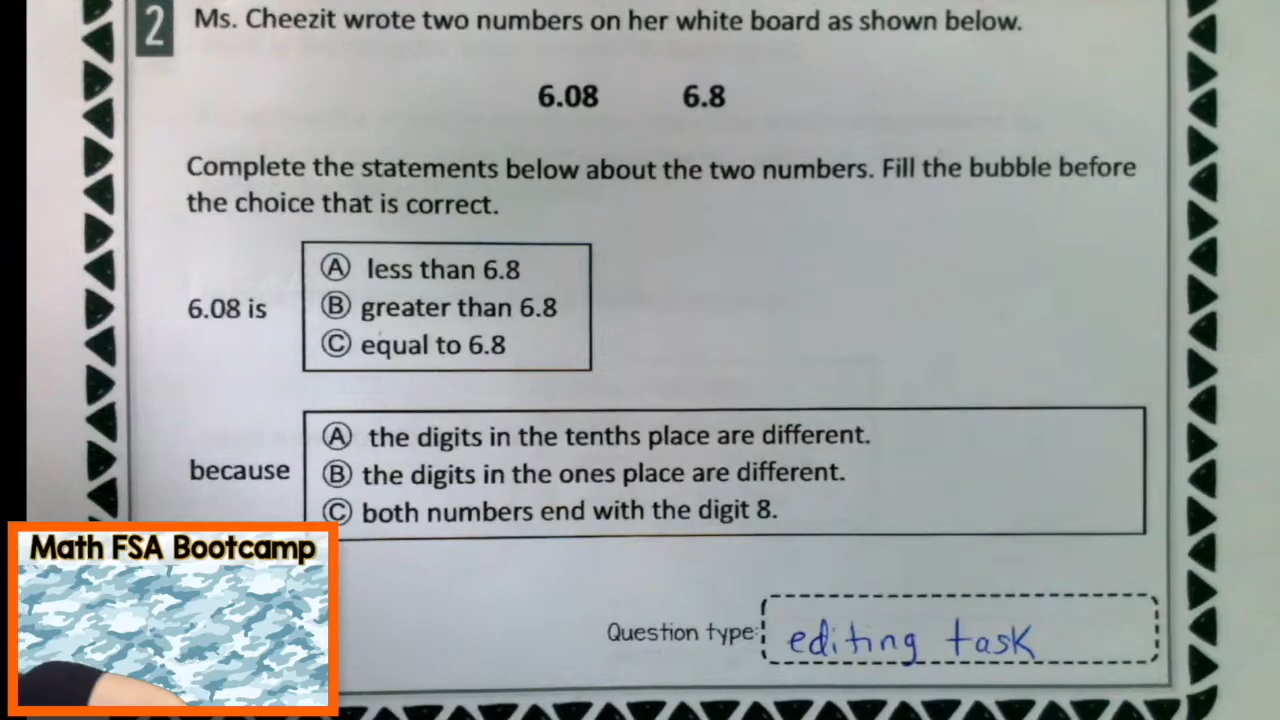 2 Ms. Cheezit wrote two numbers on her white board as shown below.
6.08 6.8
Complete the statements below about the two numbers. Fill the bubble before
the choice that is correct.
6.08 is
A less than 6.8
B greater than 6.8
C equal to 6.8
because
A the digits in the tenths place are different.
B the digits in the ones place are different.
C both numbers end with the digit 8.
Math FSA Bootcamp
Question type: editing task